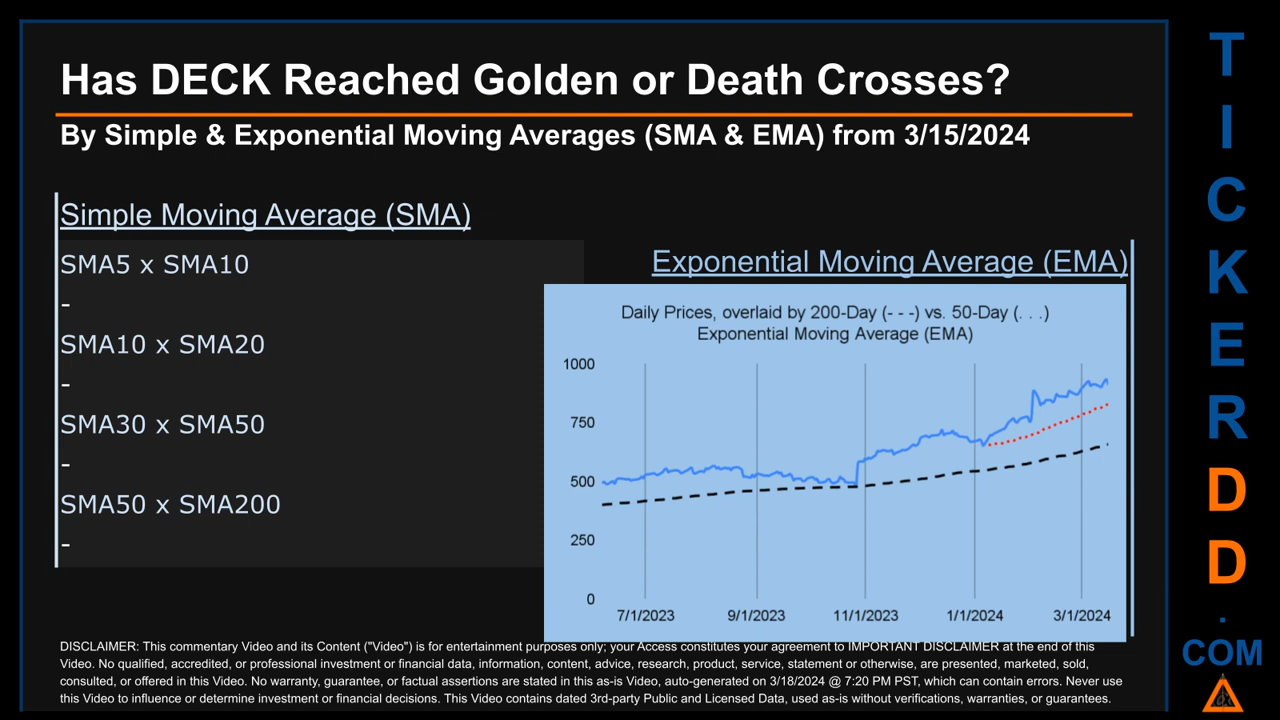 Has DECK Reached Golden or Death Crosses?
By Simple & Exponential Moving Averages (SMA & EMA) from 3/15/2024
Simple Moving Average (SMA)
SMA5 x SMA10
-
SMA10 x SMA20
-
SMA30 x SMA50
-
SMA50 x SMA200
-
Exponential Moving Average (EMA)
Daily Prices, overlaid by 200-Day (- - -) vs. 50-Day (. . .)
Exponential Moving Average (EMA)
1000
750
500
250
0
7/1/2023 9/1/2023 11/1/2023 1/1/2024 3/1/2024
DISCLAIMER: This commentary Video and its Content ("Video") is for entertainment purposes only; your Access constitutes your agreement to IMPORTANT DISCLAIMER at the end of this
Video. No qualified, accredited, or professional investment or financial data, information, content, advice, research, product, service, statement or otherwise, are presented, marketed, sold,
consulted, or offered in this Video. No warranty, guarantee, or factual assertions are stated in this as-is Video, auto-generated on 3/18/2024 @ 7:20 PM PST, which can contain errors. Never use
this Video to influence or determine investment or financial decisions. This Video contains dated 3rd-party Public and Licensed Data, used as-is without verifications, warranties, or guarantees.
T
I
C
K
E
R
D
D
.
COM